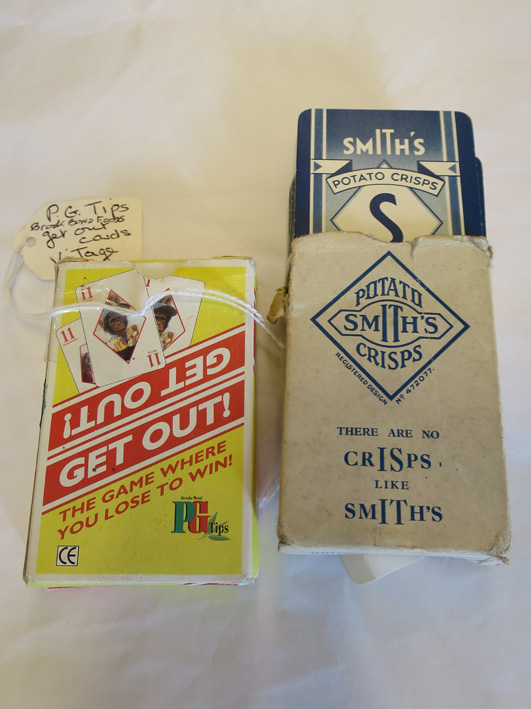 P.G. Tips
Brooke Bond Foods
get out
cards
11
11
11
GET OUT!
GET OUT!
THE GAME WHERE
YOU LOSE TO WIN!
Brooke Bond
PG Tips
CE
SMITH'S
POTATO CRISPS
S
POTATO
SMITH'S
CRISPS
REGISTERED DESIGN No 472077.
THERE ARE NO
CRISPS
LIKE
SMITH'S